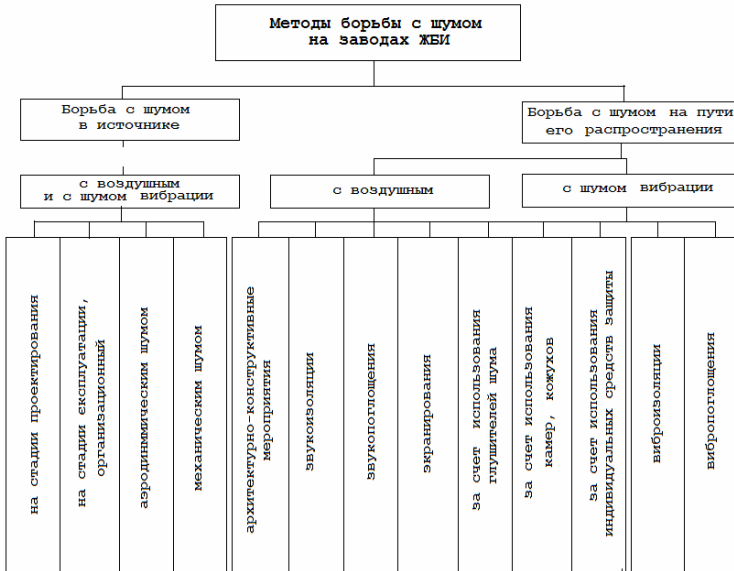 Методы борьбы с шумом
на заводах ЖБИ
Борьба с шумом
в источнике
Борьба с шумом на пути
его распространения
с воздушным
и с шумом вибрации
с воздушным
с шумом вибрации
на стадии проектирования
на стадии експлуатации,
организационный
аэродинммическим шумом
механическим шумом
архитектурно-конструктивные
мероприятия
звукоизоляции
звукопоглощения
экранирования
за счет использования
глушителей шума
за счет использования
камер, кожухов
за счет использования
индивидуальных средств защиты
виброизоляции
вибропоглощения